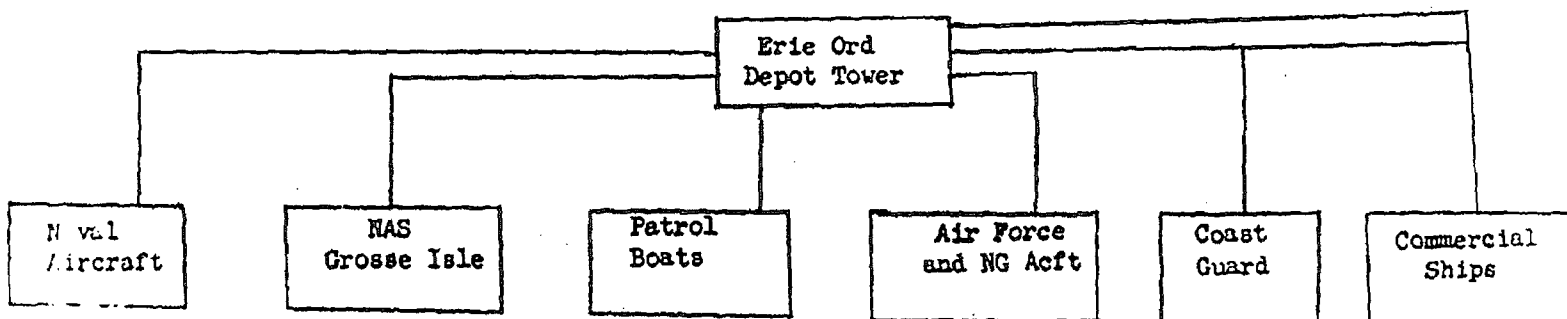 Erie Ord
Depot Tower
Naval
Aircraft
NAS
Grosse Isle
Patrol
Boats
Air Force
and NG Acft
Coast
Guard
Commercial
Ships